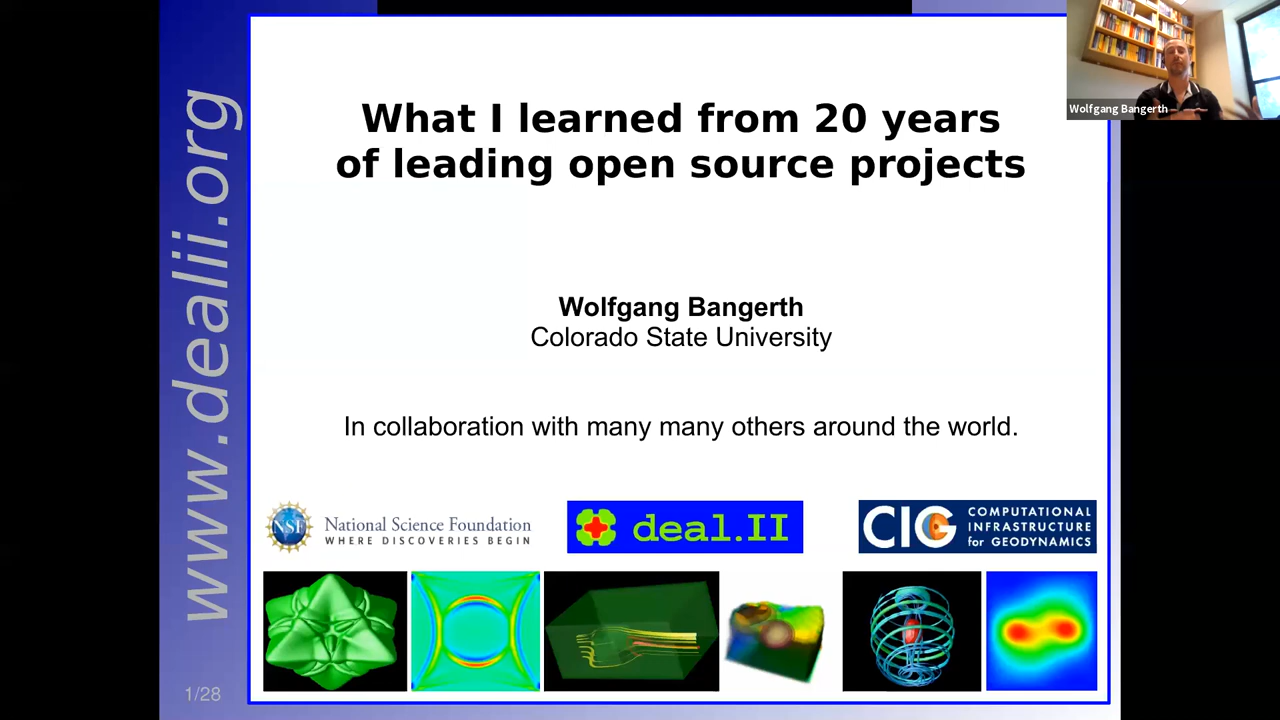 www.dealii.org
What I learned from 20 years
of leading open source projects
Wolfgang Bangerth
Wolfgang Bangerth
Colorado State University
In collaboration with many many others around the world.
NSF
National Science Foundation
WHERE DISCOVERIES BEGIN
deal.II
CIG
COMPUTATIONAL
INFRASTRUCTURE
for GEODYNAMICS
1/28